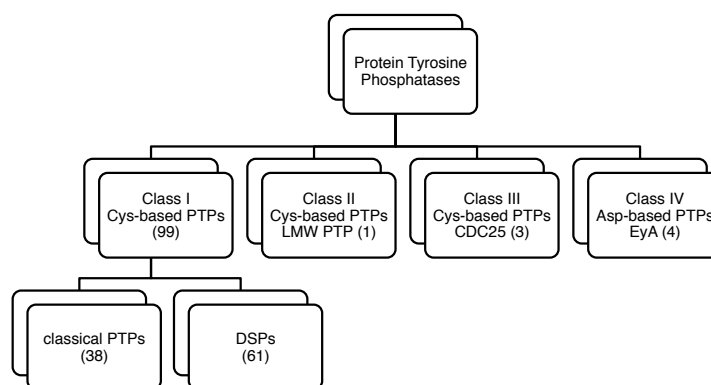 Protein Tyrosine
Phosphatases
Class I
Cys-based PTPs
(99)
Class II
Cys-based PTPs
LMW PTP (1)
Class III
Cys-based PTPs
CDC25 (3)
Class IV
Asp-based PTPs
EyA (4)
classical PTPs
(38)
DSPs
(61)